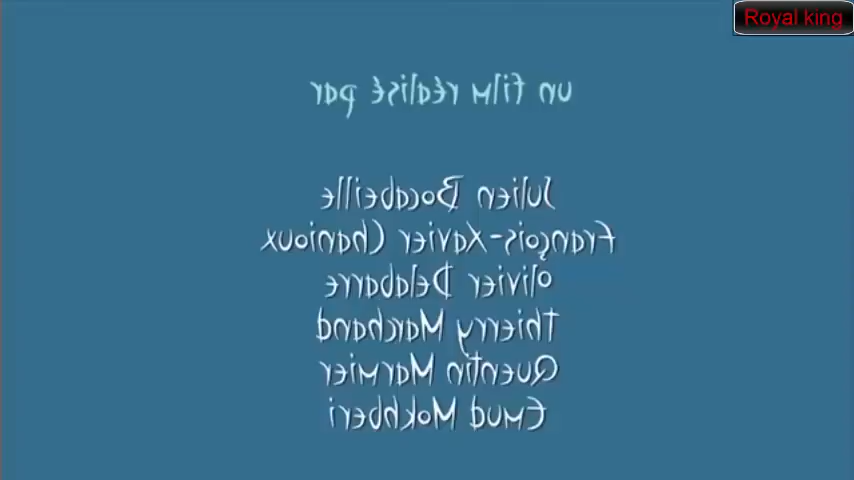 Royal king
un film réalisé par
Julien Bocabeille
François-Xavier Chanioux
Olivier Delabarre
Thierry Marchand
Quentin Marmier
Emud Mokhberi